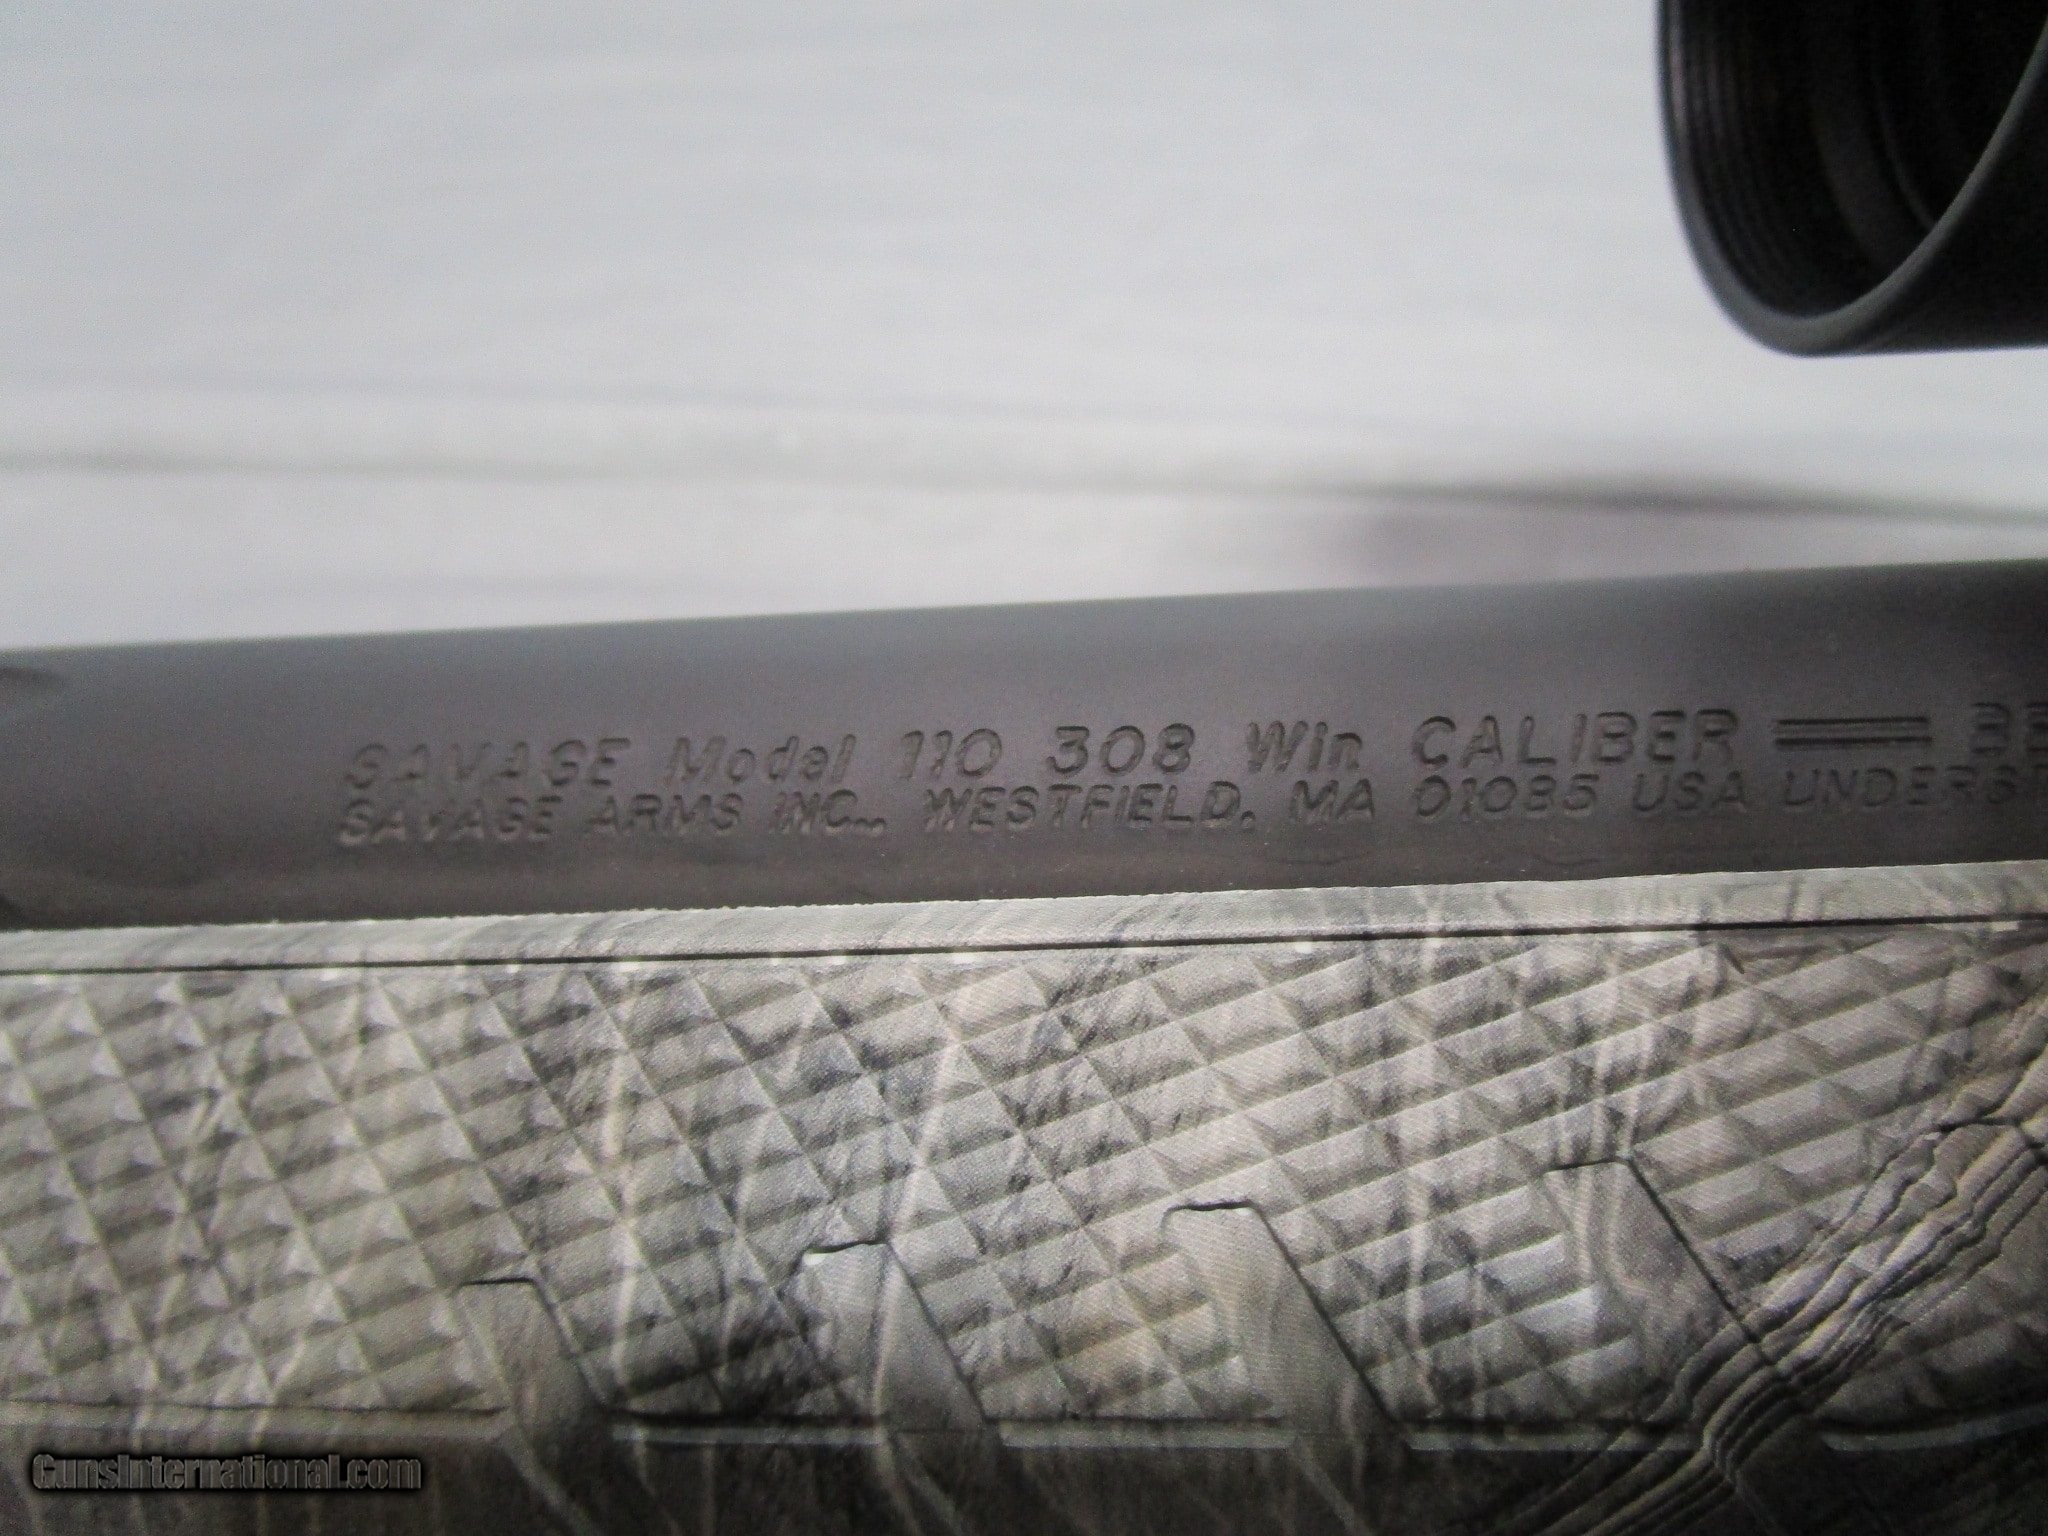 SAVAGE Model 110 308 Win CALIBER
SAVAGE ARMS INC., WESTFIELD, MA 01085 USA
GunsInternational.com